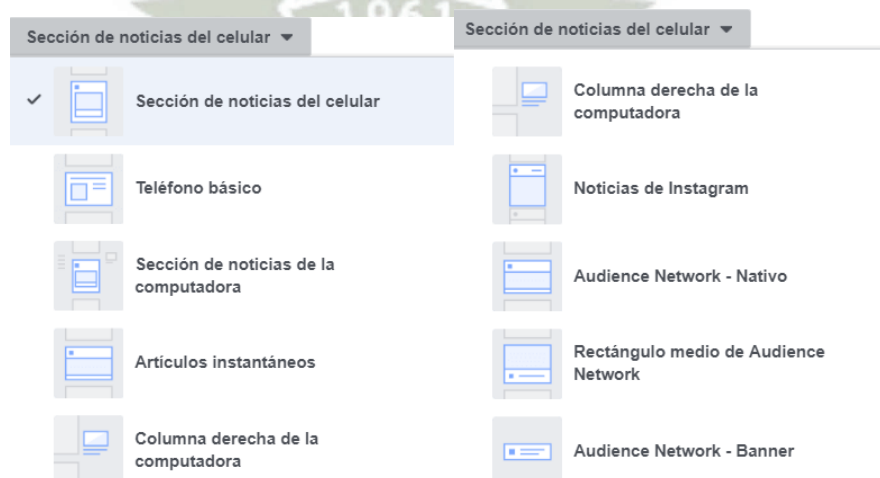 1961
Sección de noticias del celular
Sección de noticias del celular
Teléfono básico
Sección de noticias de la
computadora
Artículos instantáneos
Columna derecha de la
computadora
Sección de noticias del celular
Columna derecha de la
computadora
Noticias de Instagram
Audience Network - Nativo
Rectángulo medio de Audience
Network
Audience Network - Banner